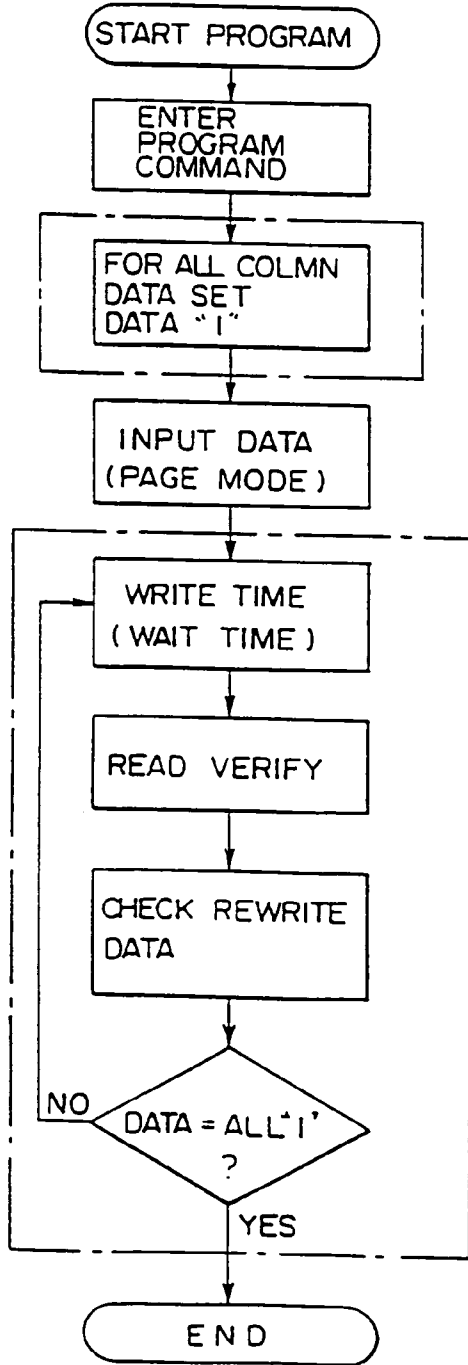 START PROGRAM
ENTER
PROGRAM
COMMAND
FOR ALL COLMN
DATA SET
DATA "1"
INPUT DATA
(PAGE MODE)
WRITE TIME
(WAIT TIME)
READ VERIFY
CHECK REWRITE
DATA
NO
DATA = ALL "1"
?
YES
END